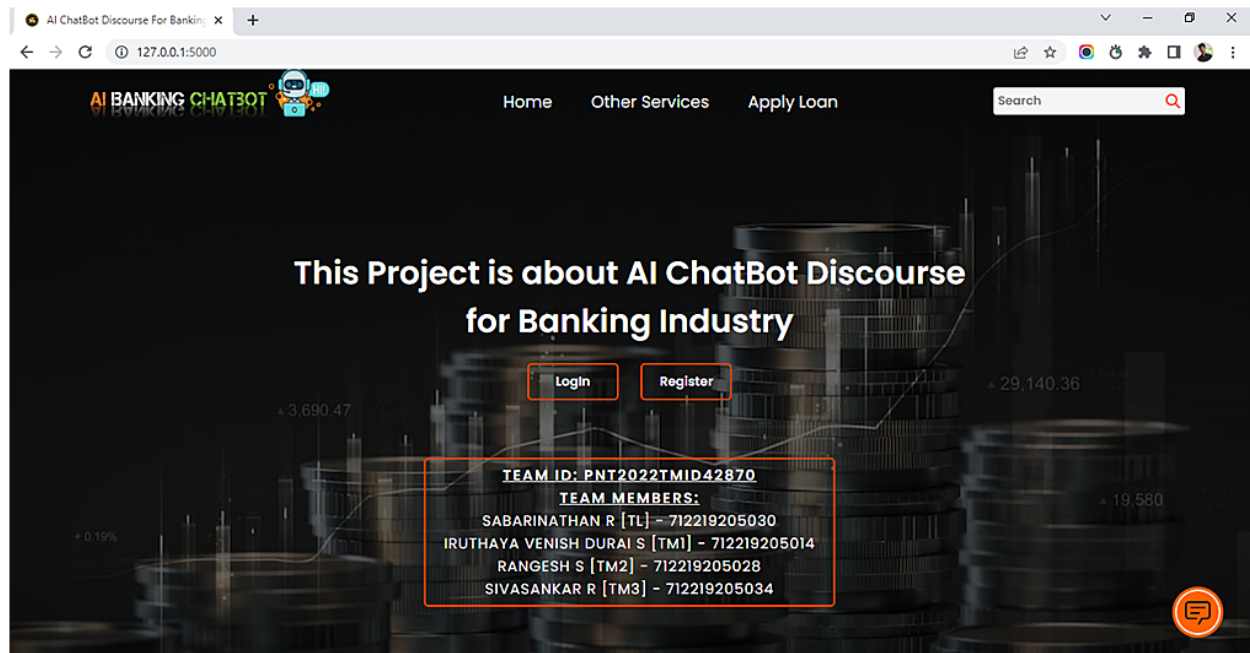 AI ChatBot Discourse For Banking
127.0.0.1:5000
AI BANKING CHATBOT
HI!
Home
Other Services
Apply Loan
Search
This Project is about AI ChatBot Discourse
for Banking Industry
LogIn
Register
29,140.36
3,690.47
TEAM ID: PNT2022TMID42870
TEAM MEMBERS:
SABARINATHAN R [TL] - 712219205030
19,580
IRUTHAYA VENISH DURAI S [TM1] - 712219205014
+ 0.19%
RANGESH S [TM2] - 712219205028
SIVASANKAR R [TM3] - 712219205034